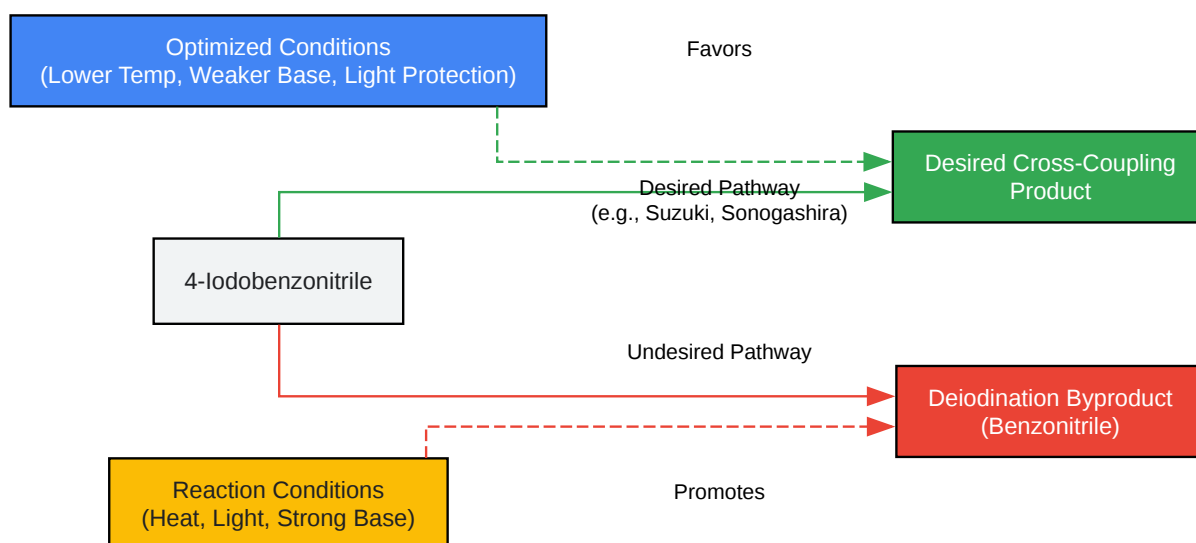 Optimized Conditions
(Lower Temp, Weaker Base, Light Protection)
Favors
Desired Cross-Coupling
Product
Desired Pathway
(e.g., Suzuki, Sonogashira)
4-Iodobenzonitrile
Undesired Pathway
Deiodination Byproduct
(Benzonitrile)
Reaction Conditions
(Heat, Light, Strong Base)
Promotes